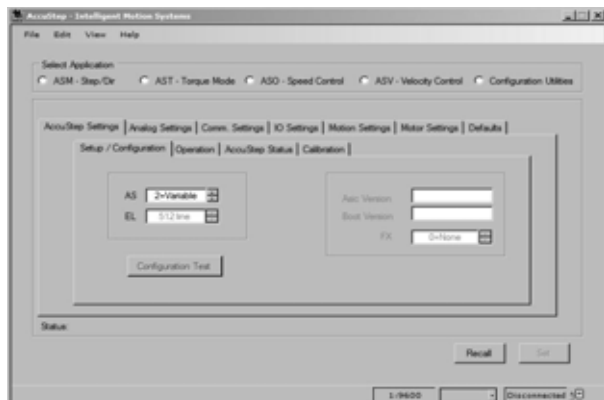 AccuStep - Intelligent Motion Systems
File Edit View Help
Select Application
ASM - Step/Dir AST - Torque Mode ASO - Speed Control ASV - Velocity Control Configuration Utilities
AccuStep Settings Analog Settings Comm. Settings IO Settings Motion Settings Motor Settings Defaults
Setup / Configuration Operation AccuStep Status Calibration
AS 2=Variable
EL 512 line
Asic Version
Boot Version
FX 0=None
Configuration Test
Status:
Recall Set
1/9600 Disconnected